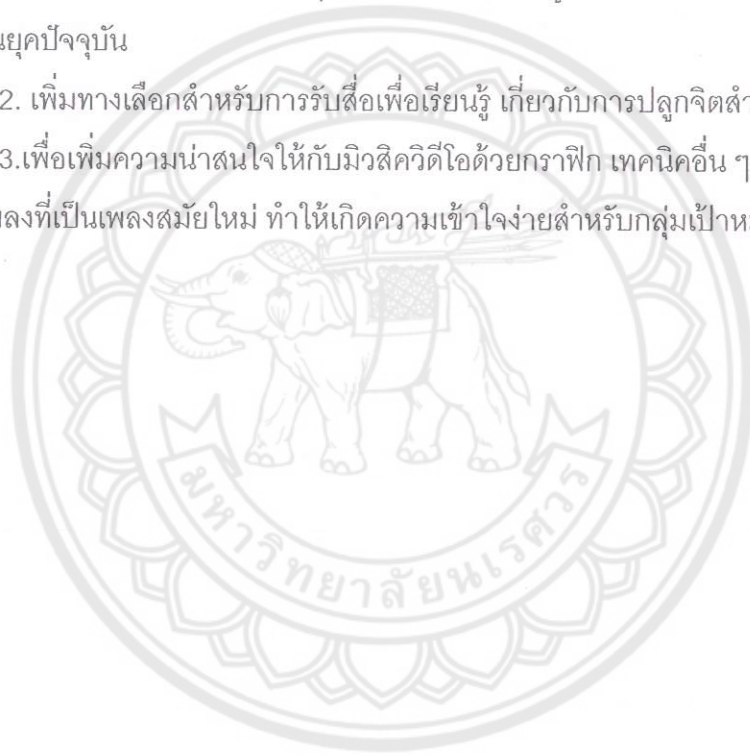 นยุคปัจจุบัน
2. เพิ่มทางเลือกสำหรับการรับสื่อเพื่อเรียนรู้ เกี่ยวกับการปลูกจิตสำ
3.เพื่อเพิ่มความน่าสนใจให้กับมิวสิควิดีโอด้วยกราฟิก เทคนิคอื่น ๆ
ลงที่เป็นเพลงสมัยใหม่ ทำให้เกิดความเข้าใจง่ายสำหรับกลุ่มเป้าห
มหาวิทยาลัยนเรศวร